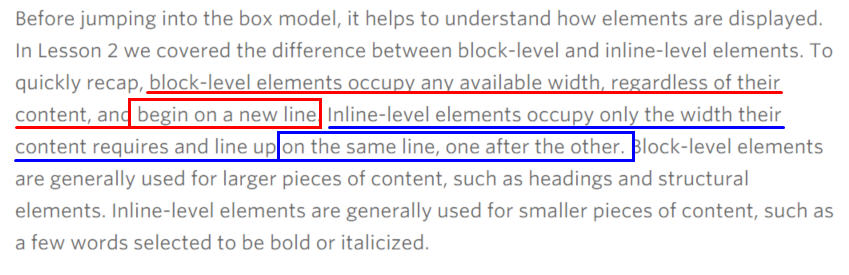 Before jumping into the box model, it helps to understand how elements are displayed.
In Lesson 2 we covered the difference between block-level and inline-level elements. To
quickly recap, block-level elements occupy any available width, regardless of their
content, and begin on a new line. Inline-level elements occupy only the width their
content requires and line up on the same line, one after the other. Block-level elements
are generally used for larger pieces of content, such as headings and structural
elements. Inline-level elements are generally used for smaller pieces of content, such as
a few words selected to be bold or italicized.